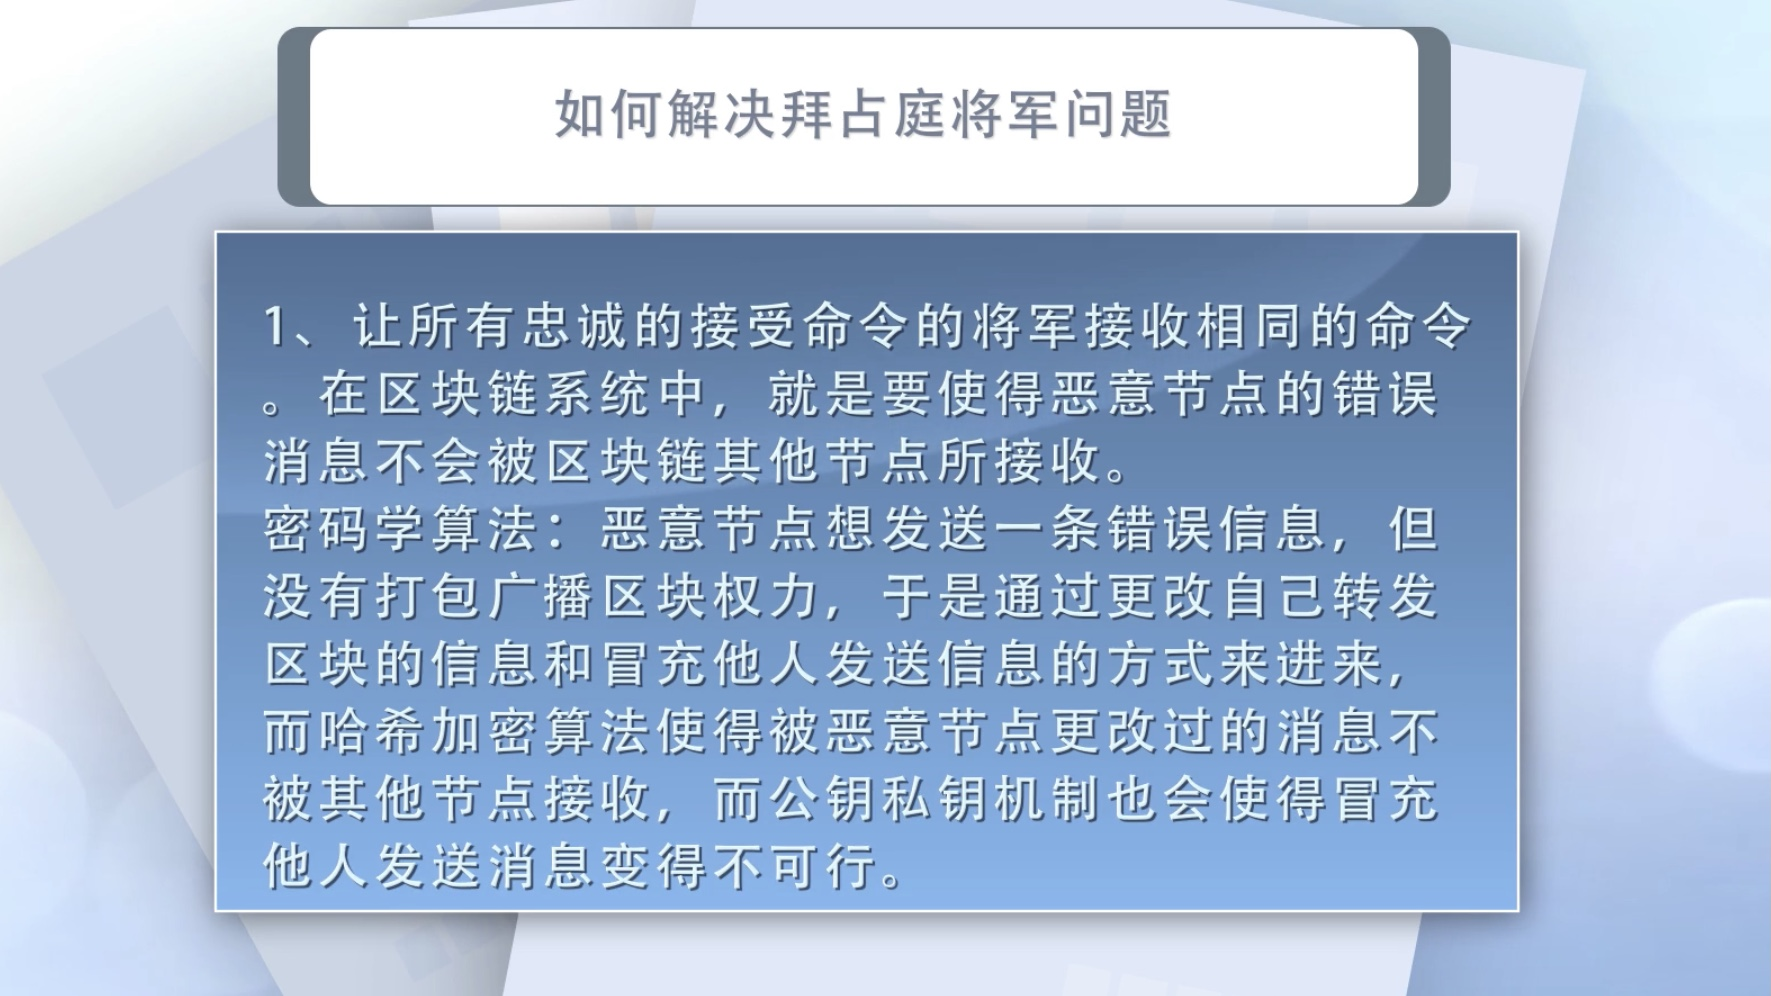 如何解决拜占庭将军问题
1、让所有忠诚的接受命令的将军接收相同的命令
。在区块链系统中，就是要使得恶意节点的错误
消息不会被区块链其他节点所接收。
密码学算法：恶意节点想发送一条错误信息，但
没有打包广播区块权力，于是通过更改自己转发
区块的信息和冒充他人发送信息的方式来进来，
而哈希加密算法使得被恶意节点更改过的消息不
被其他节点接收，而公钥私钥机制也会使得冒充
他人发送消息变得不可行。